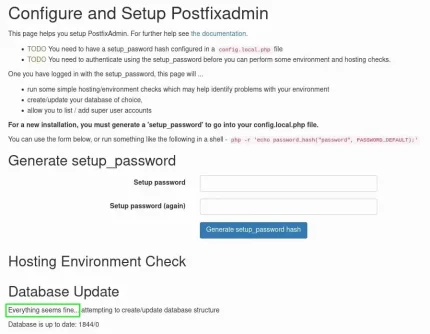 Configure and Setup Postfixadmin
This page helps you setup PostfixAdmin. For further help see the documentation.
TODO You need to have a setup_pasword hash configured in a config.local.php file
TODO You need to authenticate using the setup_password before you can perform some environment and hosting checks.
One you have logged in with the setup_password, this page will ...
run some simple hosting/environment checks which may help identify problems with your environment
create/update your database of choice,
allow you to list / add super user accounts
For a new installation, you must generate a 'setup_password' to go into your config.local.php file.
You can use the form below, or run something like the following in a shell - php -r 'echo password_hash("password", PASSWORD_DEFAULT);'
Generate setup_password
Setup password
Setup password (again)
Generate setup_password hash
Hosting Environment Check
Database Update
Everything seems fine... attempting to create/update database structure
Database is up to date: 1844/0